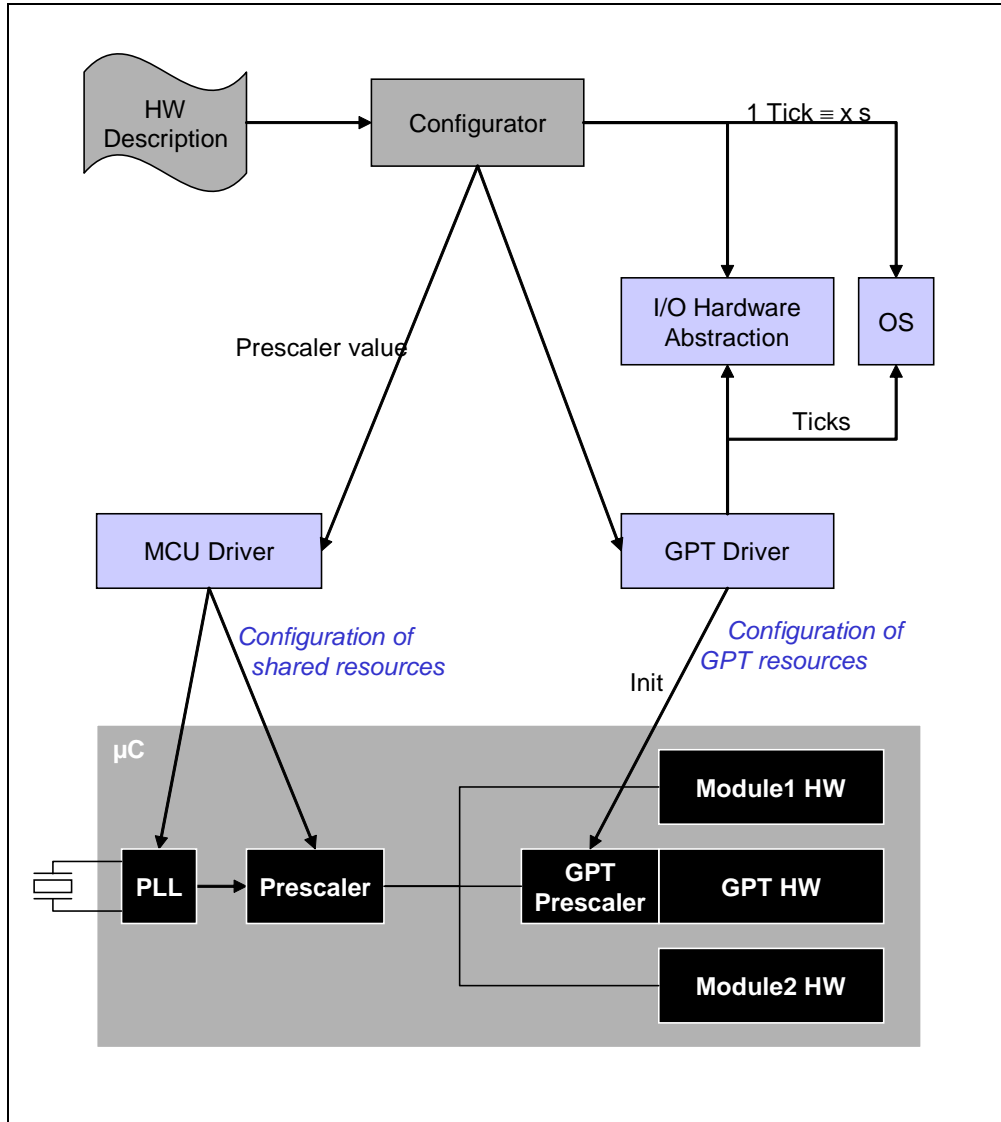 HW
Description
Configurator
1 Tick ≡ x s
I/O Hardware
Abstraction
OS
Prescaler value
Ticks
MCU Driver
GPT Driver
Configuration of
shared resources
Configuration of
GPT resources
Init
µC
Module1 HW
PLL
Prescaler
GPT
Prescaler
GPT HW
Module2 HW